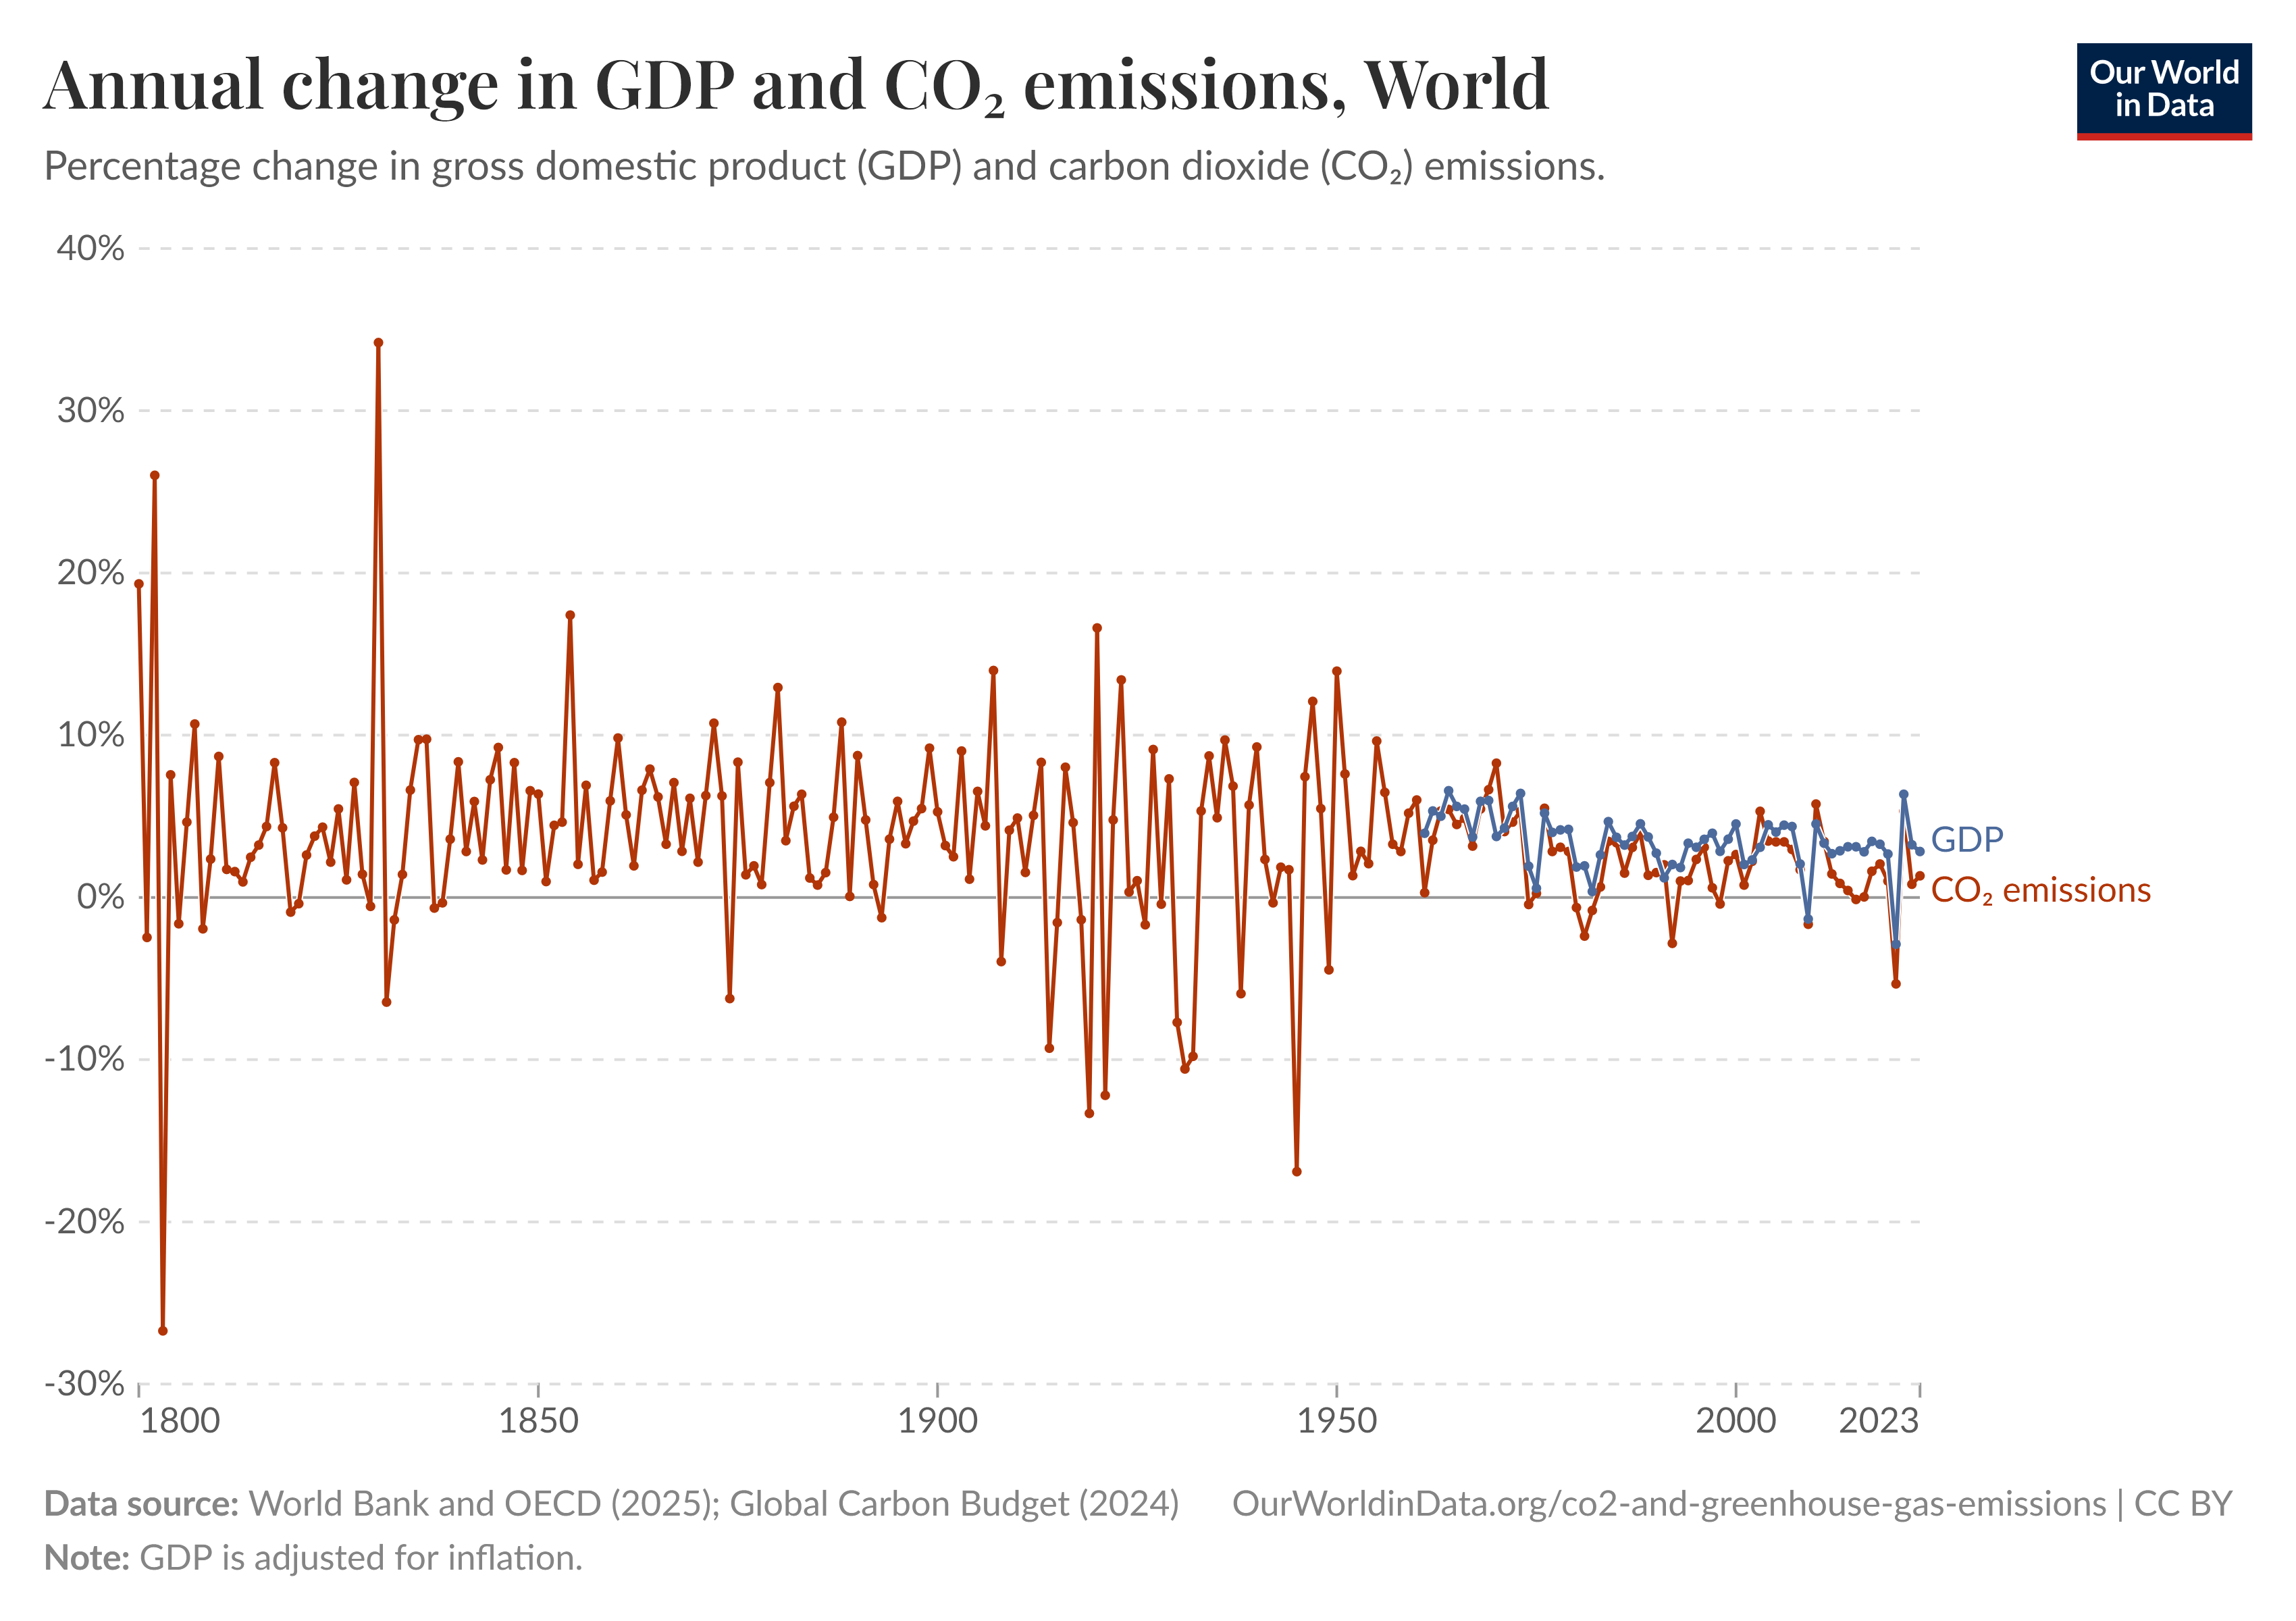 Annual change in GDP and CO₂ emissions, World
Our World
in Data
Percentage change in gross domestic product (GDP) and carbon dioxide (CO₂) emissions.
40%
30%
20%
10%
0%
-10%
-20%
-30%
GDP
CO₂ emissions
1800
1850
1900
1950
2000
2023
Data source: World Bank and OECD (2025); Global Carbon Budget (2024)
OurWorldinData.org/co2-and-greenhouse-gas-emissions | CC BY
Note: GDP is adjusted for inflation.